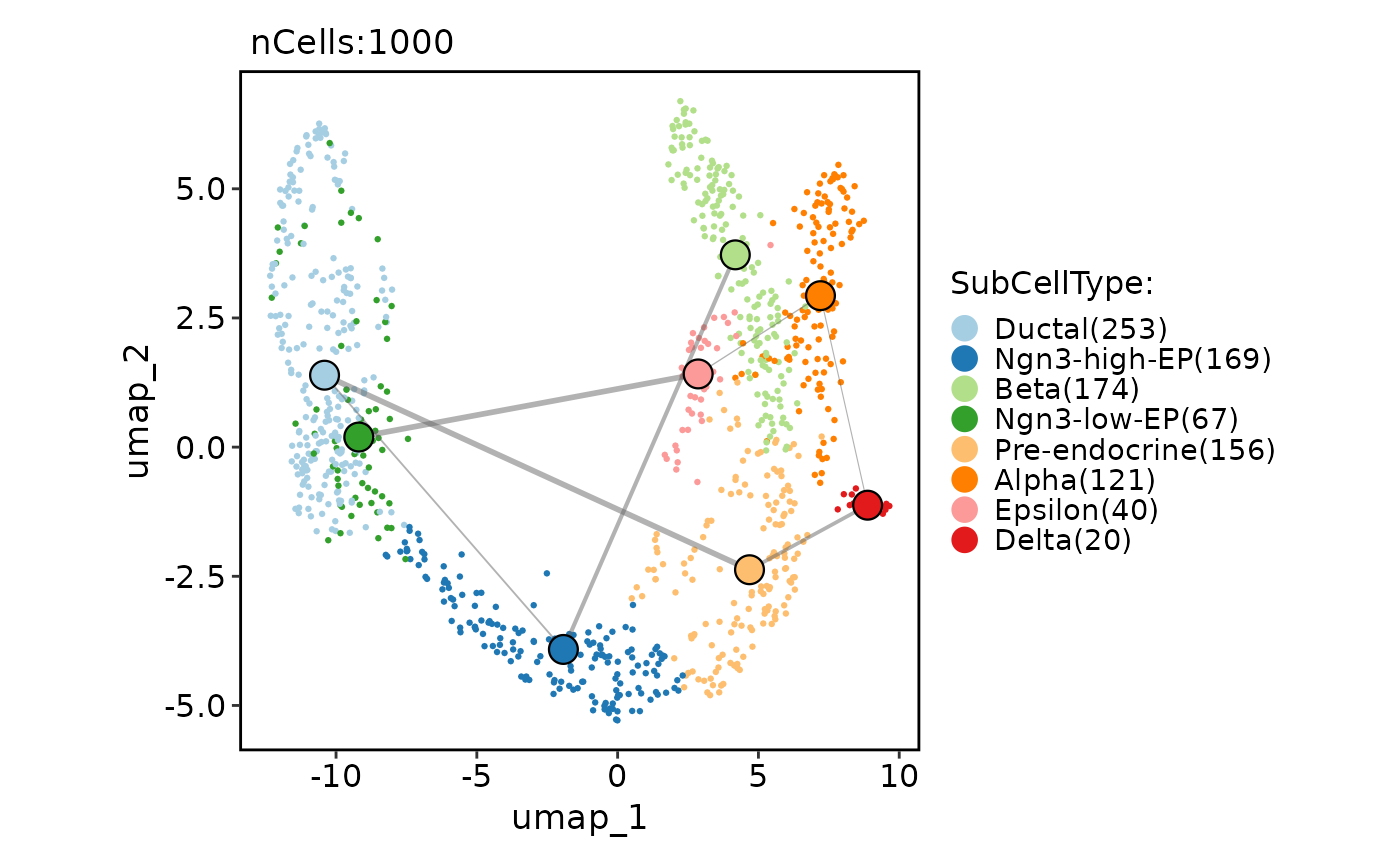 nCells:1000
umap_2
5.0
2.5
0.0
-2.5
-5.0
-10
-5
0
5
10
umap_1
SubCellType:
Ductal(253)
Ngn3-high-EP(169)
Beta(174)
Ngn3-low-EP(67)
Pre-endocrine(156)
Alpha(121)
Epsilon(40)
Delta(20)